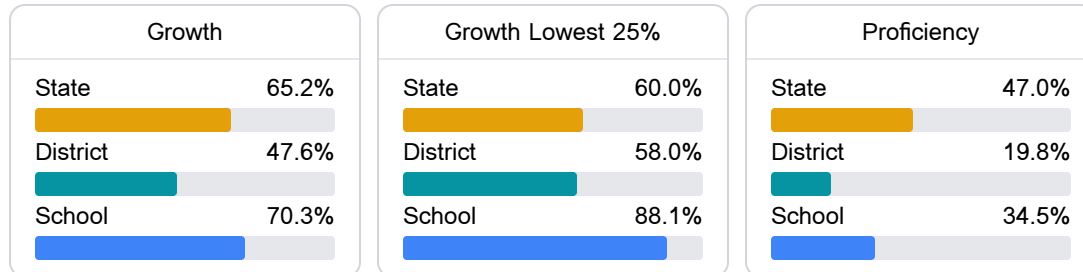 Growth
State 65.2%
District 47.6%
School 70.3%
Growth Lowest 25%
State 60.0%
District 58.0%
School 88.1%
Proficiency
State 47.0%
District 19.8%
School 34.5%